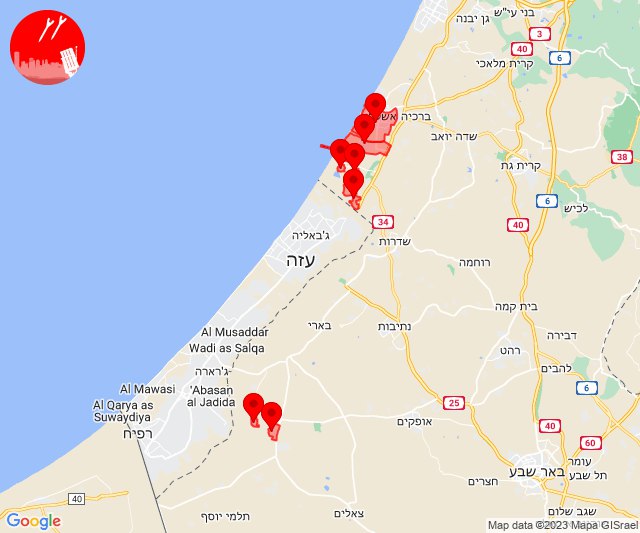 בני עי"ש
גן יבנה
3
40
6
קרית מלאכי
ברכיה
שדה יואב
38
קרית גת
6
לכיש
34
40
ג'באליה
שדרות
עזה
רוחמה
בית קמה
בארי
נתיבות
Al Musaddar
דבירה
Wadi as Salqa
רהט
ג'רארה
להבים
Al Mawasi
'Abasan
al Jadida
6
Al Qarya as
Suwaydiya
25
אופקים
רפיח
40
60
עומר
באר שבע
תל שבע
חצרים
40
צאלים
שגב שלום
תלמי יוסף
Google
Map data ©2023 Mapa GISrael